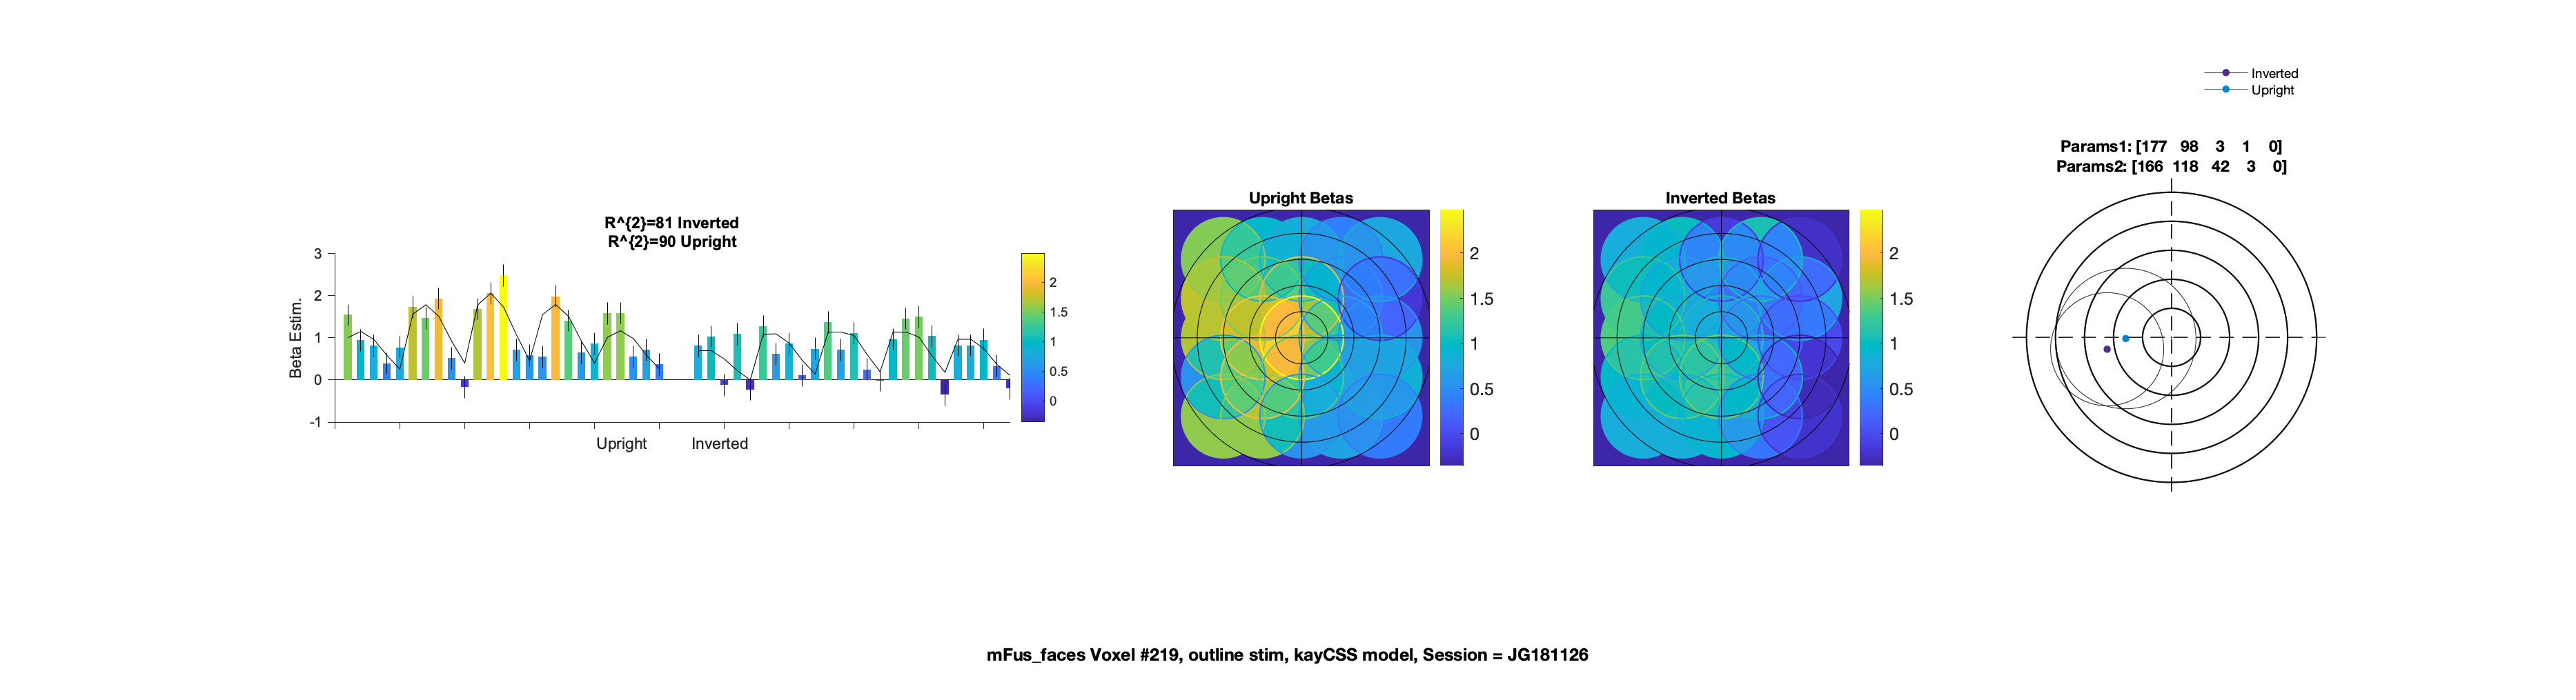 Inverted
Upright
Params1: [177 98 3 1 0]
Params2: [166 118 42 3 0]
R^{2}=81 Inverted
R^{2}=90 Upright
Upright Betas
Inverted Betas
Beta Estim.
3
2
1
0
-1
Upright
Inverted
2
1.5
1
0.5
0
2
1.5
1
0.5
0
2
1.5
1
0.5
0
mFus_faces Voxel #219, outline stim, kayCSS model, Session = JG181126